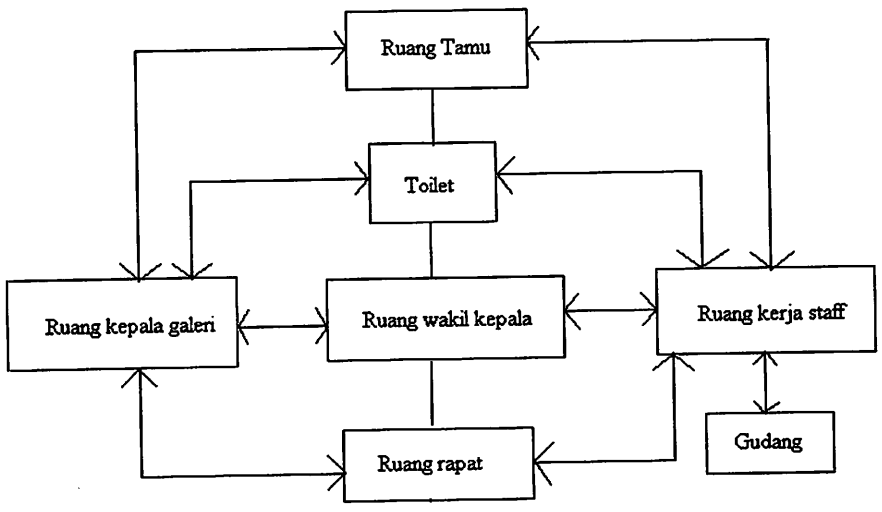 Ruang Tamu
Toilet
Ruang kepala galeri
Ruang wakil kepala
Ruang kerja staff
Ruang rapat
Gudang